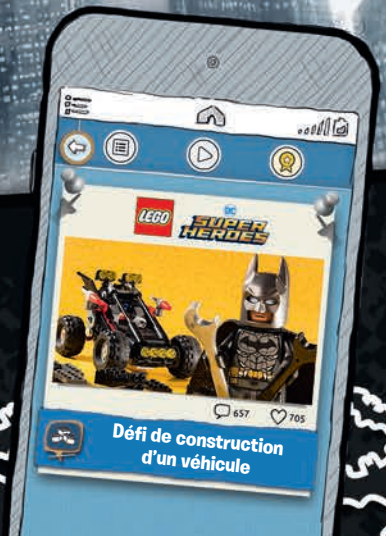 LEGO
DC
SUPER
HEROES
657 705
Défi de construction
d'un véhicule